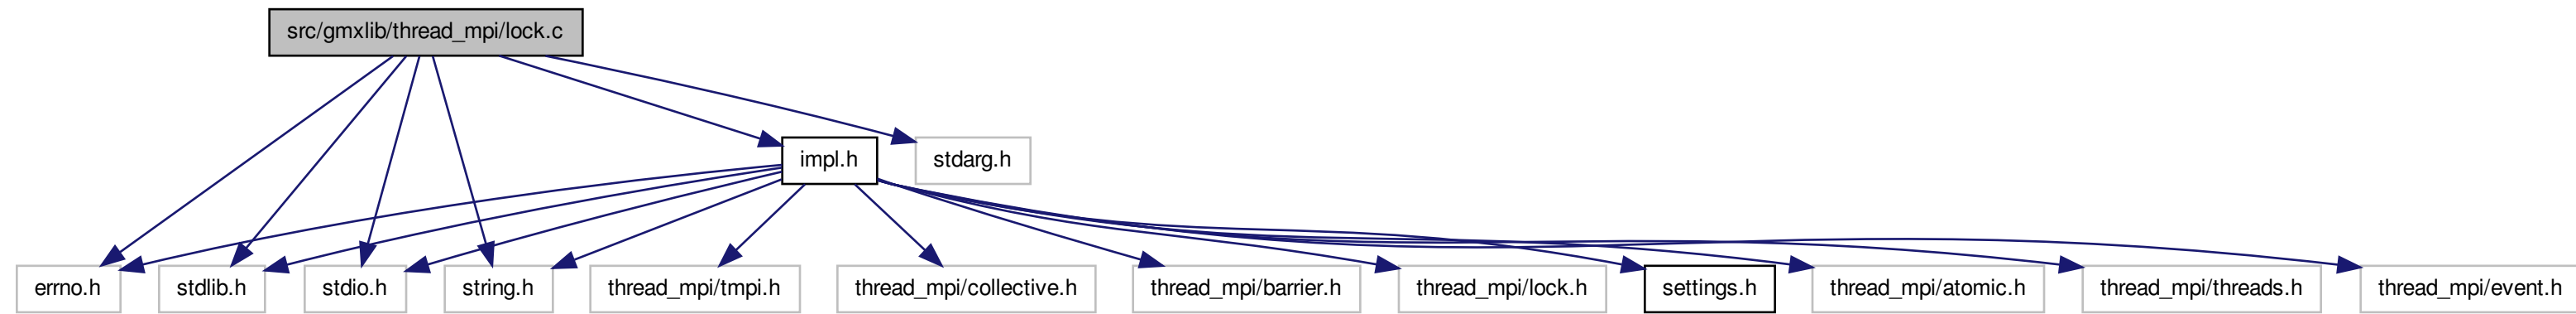 src/gmxlib/thread_mpi/lock.c
impl.h
stdarg.h
errno.h
stdlib.h
stdio.h
string.h
thread_mpi/tmpi.h
thread_mpi/collective.h
thread_mpi/barrier.h
thread_mpi/lock.h
settings.h
thread_mpi/atomic.h
thread_mpi/threads.h
thread_mpi/event.h